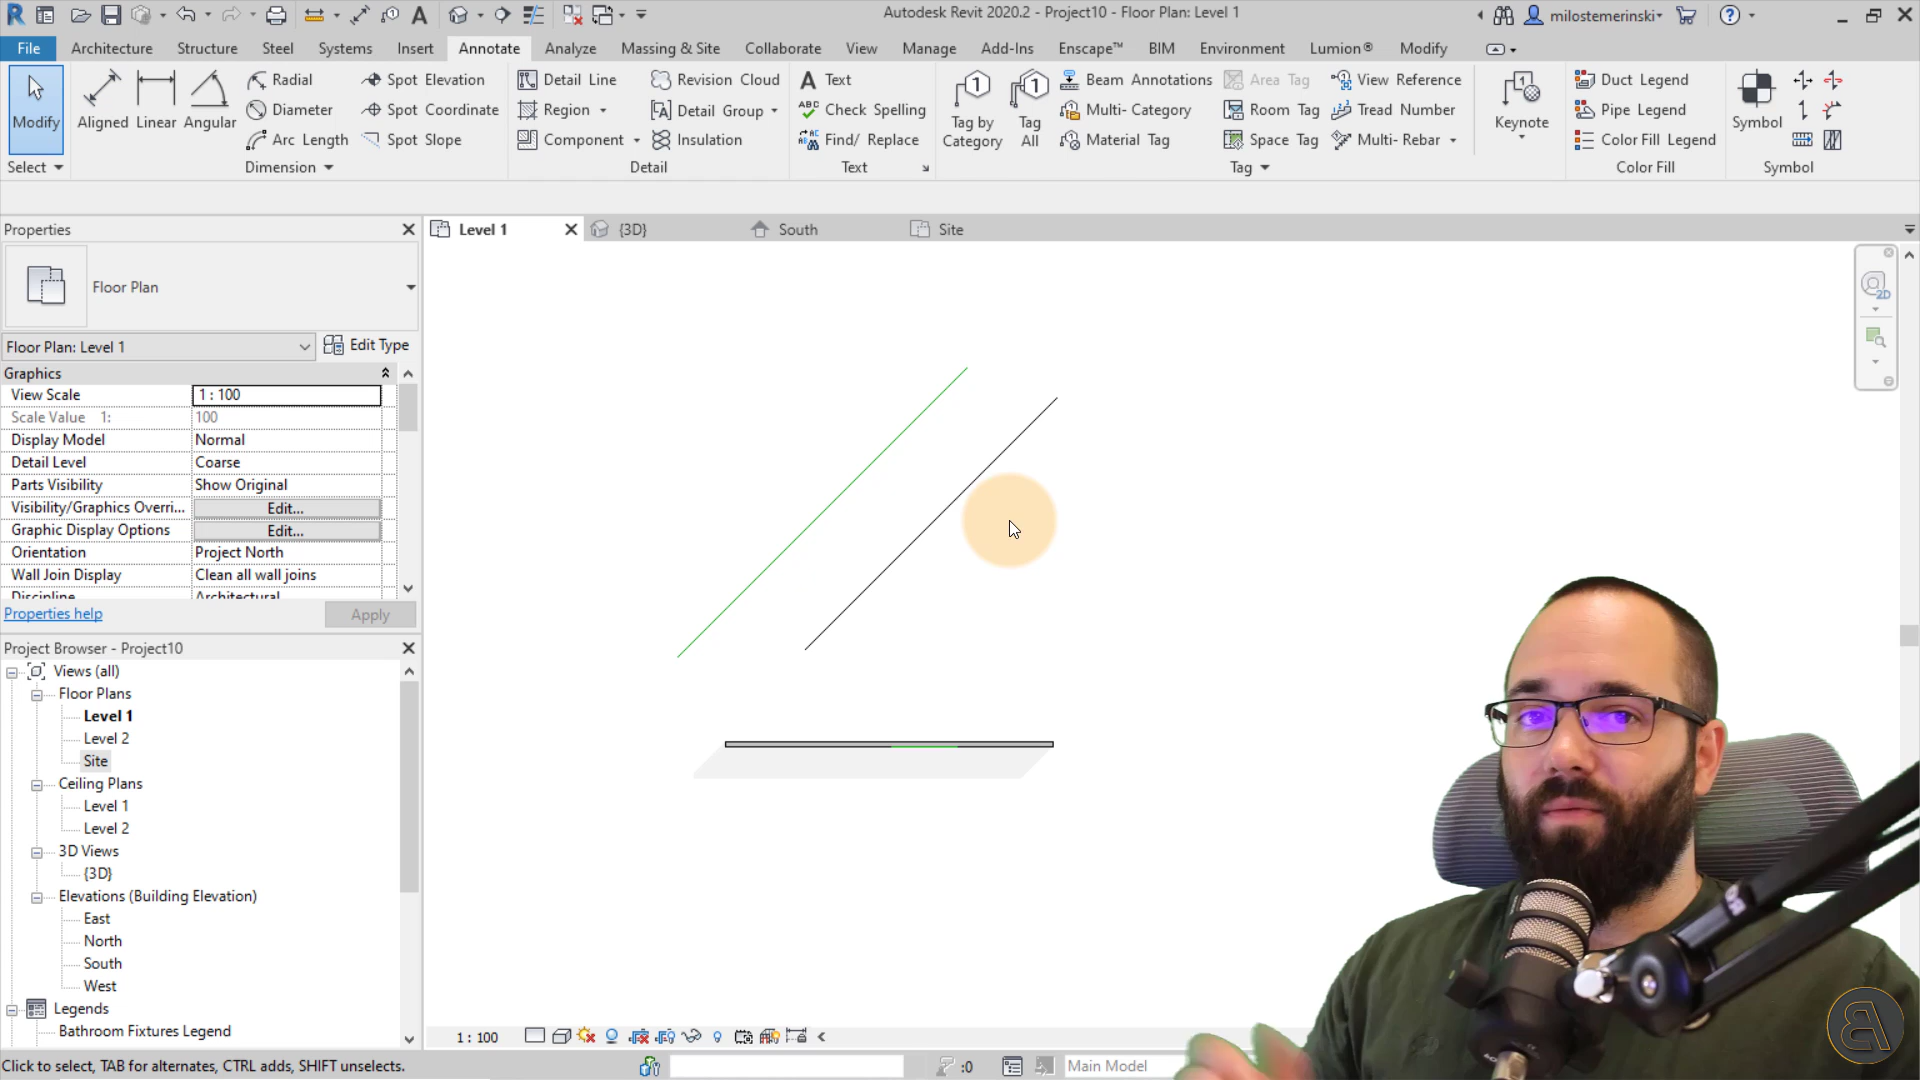 Autodesk Revit 2020.2 - Project10 - Floor Plan: Level 1
milostemerinski
File Architecture Structure Steel Systems Insert Annotate Analyze Massing & Site Collaborate View Manage Add-Ins Enscape™ BIM Environment Lumion® Modify
Modify
Select
Aligned Linear Angular
Radial
Diameter
Arc Length
Spot Elevation
Spot Coordinate
Spot Slope
Dimension
Detail Line
Region
Component
Revision Cloud
Detail Group
Insulation
Detail
Text
Check Spelling
Find/ Replace
Text
Tag by Category
Tag All
Beam Annotations
Multi- Category
Material Tag
Area Tag
Room Tag
Space Tag
View Reference
Tread Number
Multi- Rebar
Tag
Keynote
Duct Legend
Pipe Legend
Color Fill Legend
Color Fill
Symbol
Symbol
Properties
Level 1 {3D} South Site
Floor Plan
Floor Plan: Level 1 Edit Type
Graphics
View Scale 1 : 100
Scale Value 1: 100
Display Model Normal
Detail Level Coarse
Parts Visibility Show Original
Visibility/Graphics Overri... Edit...
Graphic Display Options Edit...
Orientation Project North
Wall Join Display Clean all wall joins
Discipline Architectural
Properties help Apply
Project Browser - Project10
Views (all)
Floor Plans
Level 1
Level 2
Site
Ceiling Plans
Level 1
Level 2
3D Views
{3D}
Elevations (Building Elevation)
East
North
South
West
Legends
Bathroom Fixtures Legend
1 : 100
Click to select, TAB for alternates, CTRL adds, SHIFT unselects. :0 Main Model